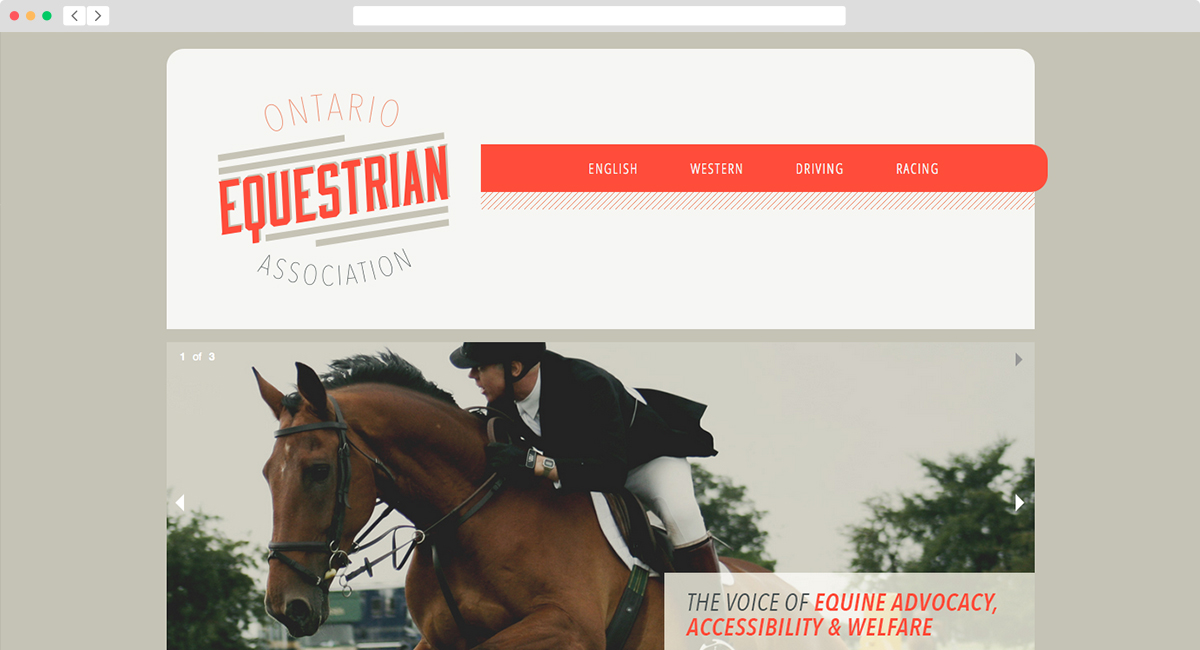 ONTARIO
EQUESTRIAN
ASSOCIATION
ENGLISH WESTERN DRIVING RACING
1 of 3
THE VOICE OF EQUINE ADVOCACY,
ACCESSIBILITY & WELFARE